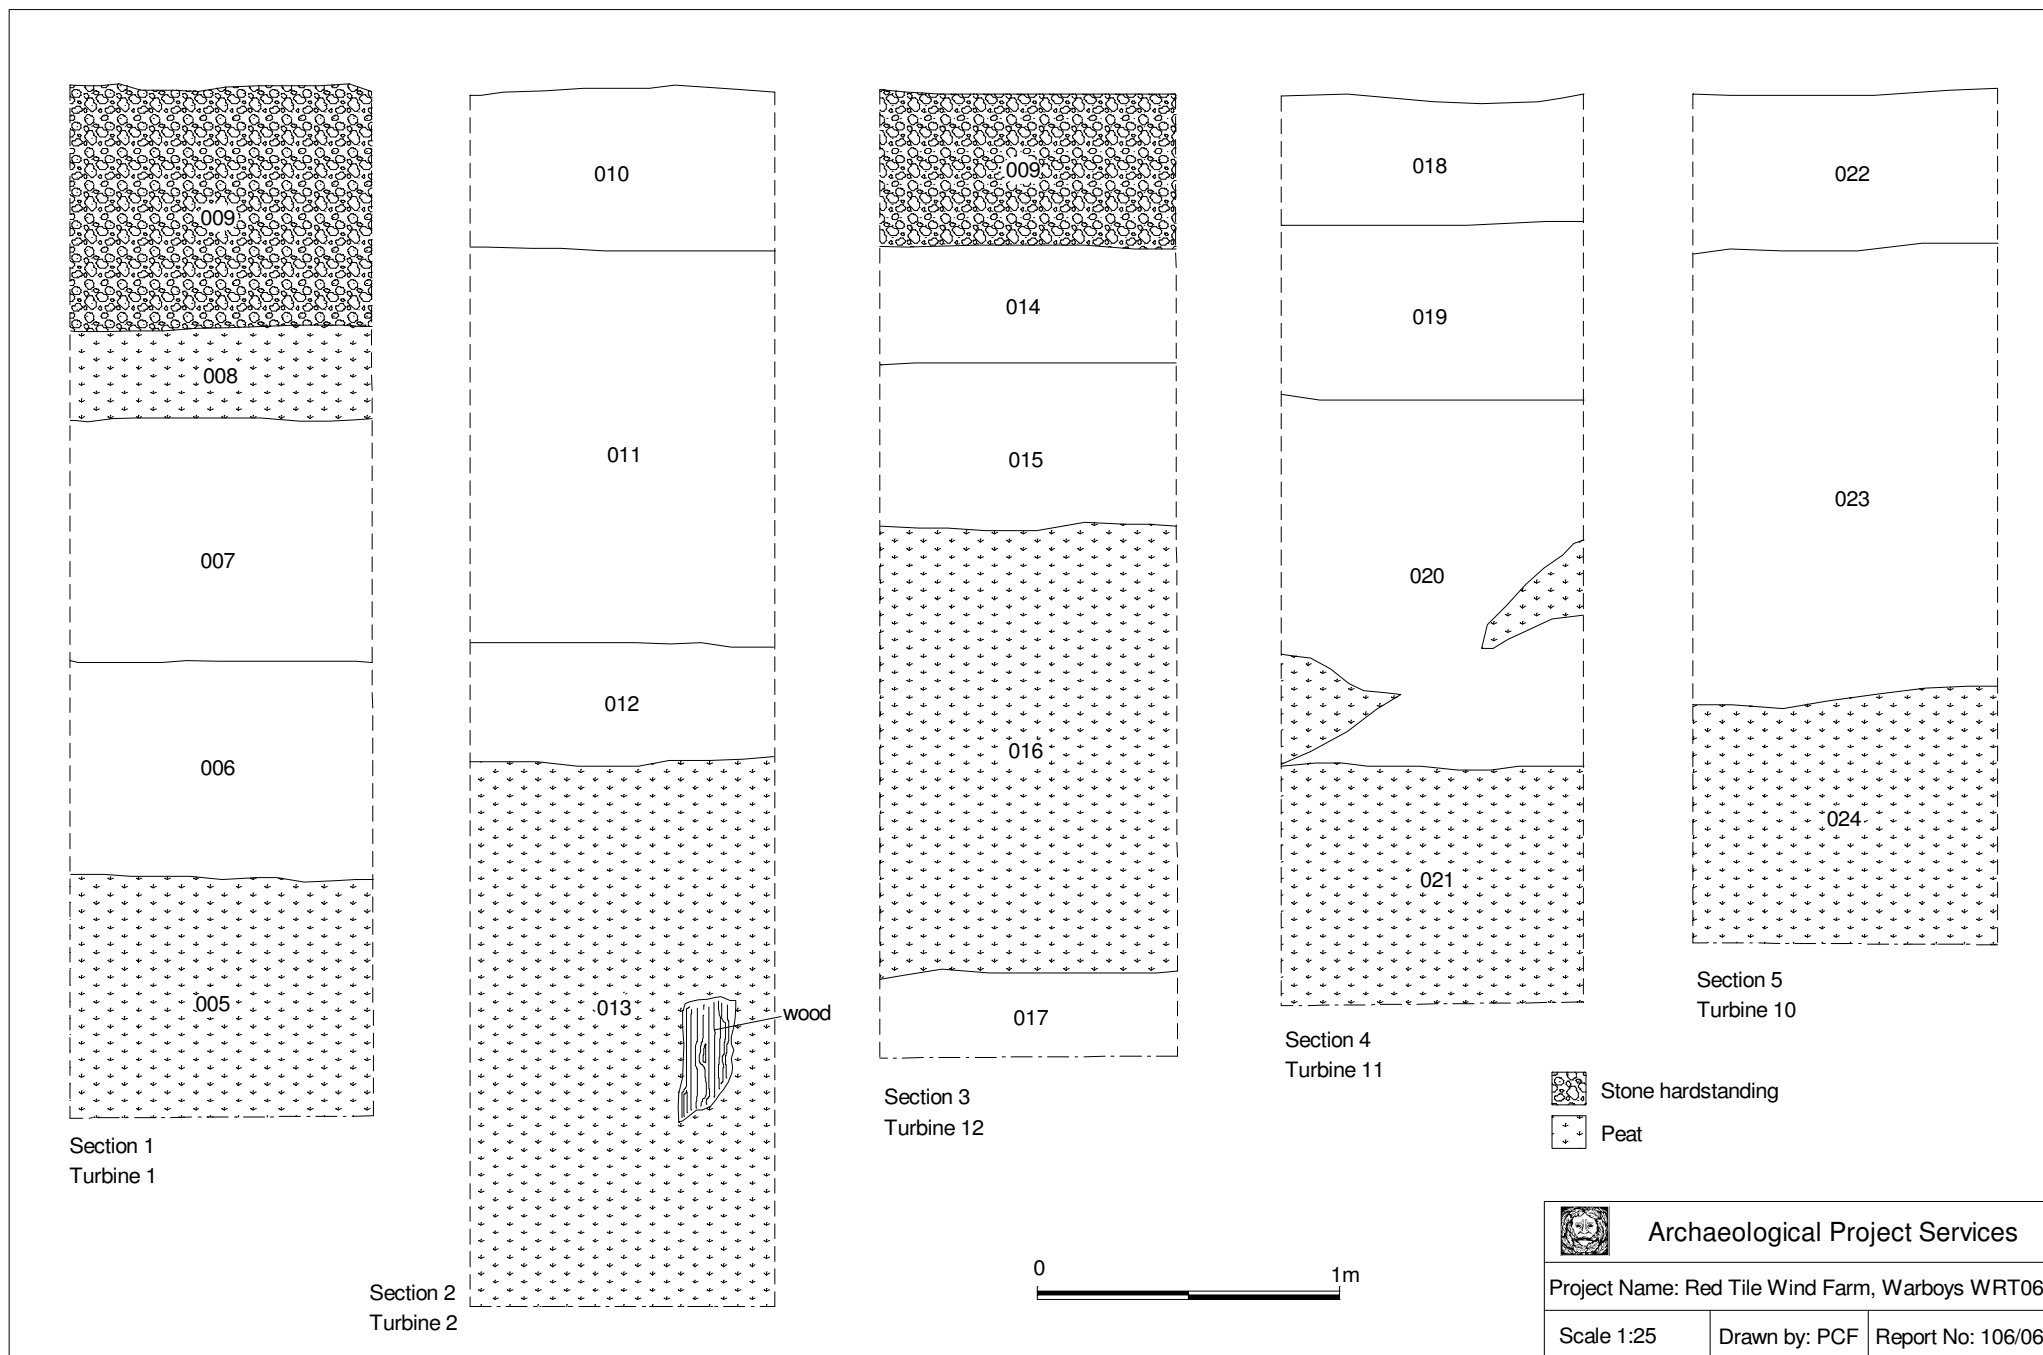 009
008
007
006
005
Section 1
Turbine 1
010
011
012
013
wood
Section 2
Turbine 2
009
014
015
016
017
Section 3
Turbine 12
018
019
020
021
Section 4
Turbine 11
022
023
024
Section 5
Turbine 10
Stone hardstanding
Peat
0 1m
Archaeological Project Services
Project Name: Red Tile Wind Farm, Warboys WRT06
Scale 1:25 Drawn by: PCF Report No: 106/06